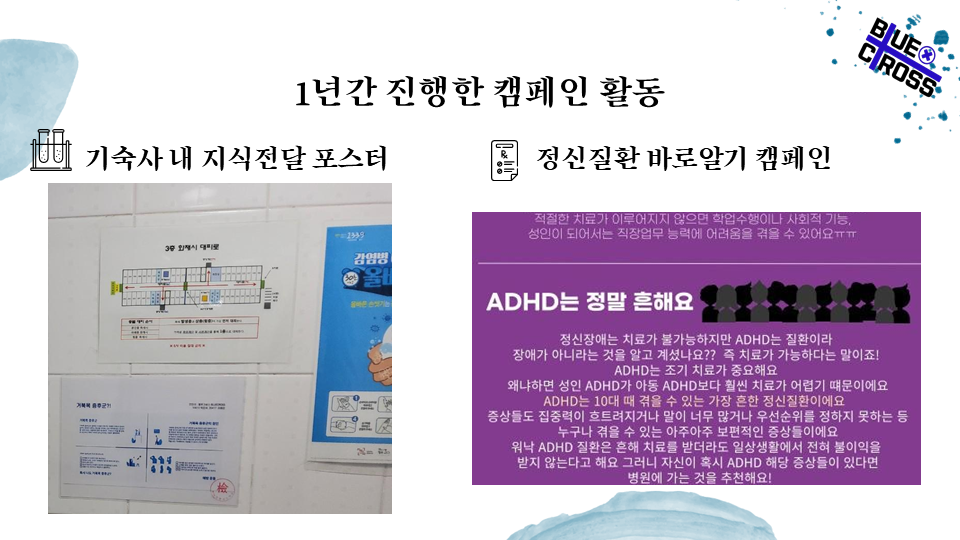 BLUE
CROSS
1년간 진행한 캠페인 활동
기숙사 내 지식전달 포스터
3층 화재시 대피로
2335
감염병
30초
올바
거북목 증후군?!
桧
정신질환 바로알기 캠페인
적절한 치료가 이루어지지 않으면 학업수행이나 사회적 기능,
성인이 되어서는 직장업무 능력에 어려움을 겪을 수 있어요ㅠㅠ
ADHD는 정말 흔해요
정신장애는 치료가 불가능하지만 ADHD는 질환이라
장애가 아니라는 것을 알고 계셨나요?? 즉 치료가 가능하다는 말이죠!
ADHD는 조기 치료가 중요해요
왜냐하면 성인 ADHD가 아동 ADHD보다 훨씬 치료가 어렵기 떄문이에요
ADHD는 10대 때 겪을 수 있는 가장 흔한 정신질환이에요
증상들도 집중력이 흐트려지거나 말이 너무 많거나 우선순위를 정하지 못하는 등
누구나 겪을 수 있는 아주아주 보편적인 증상들이에요
워낙 ADHD 질환은 흔해 치료를 받더라도 일상생활에서 전혀 불이익을
받지 않는다고 해요 그러니 자신이 혹시 ADHD 해당 증상들이 있다면
병원에 가는 것을 추천해요!